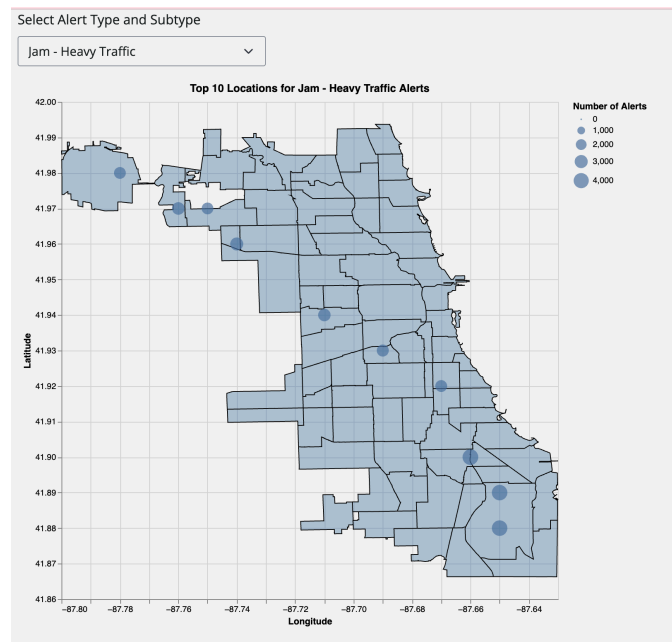 Select Alert Type and Subtype
Jam - Heavy Traffic
Top 10 Locations for Jam - Heavy Traffic Alerts
Number of Alerts
0
1,000
2,000
3,000
4,000
42.00
41.99
41.98
41.97
41.96
41.95
41.94
41.93
41.92
41.91
41.90
41.89
41.88
41.87
41.86
Latitude
−87.80 −87.78 −87.76 −87.74 −87.72 −87.70 −87.68 −87.66 −87.64
Longitude